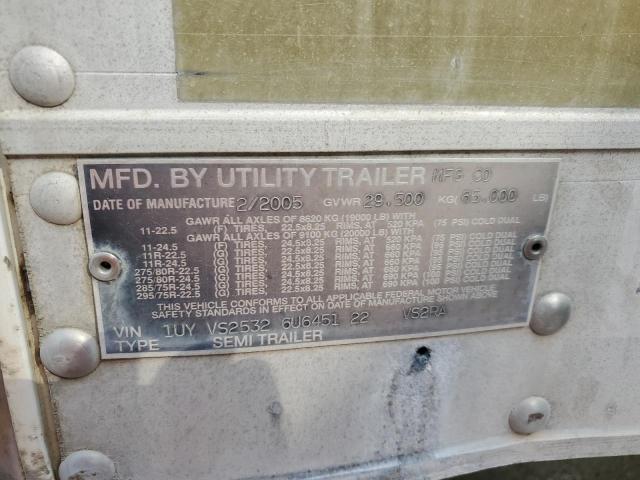 MFD. BY UTILITY TRAILER MFG CO
DATE OF MANUFACTURE 2/2005 GVWR 29,500 KG( 65,000 LB)
GAWR ALL AXLES OF 8620 KG (19000 LB) WITH
11-22.5 (F) TIRES, 22.5x8.25 RIMS, AT 520 KPA (75 PSI) COLD DUAL
GAWR ALL AXLES OF 9100 KG (20000 LB) WITH
11-24.5 (F) TIRES, 24.5x8.25 RIMS, AT 520 KPA (75 PSI) COLD DUAL
11R-22.5 (G) TIRES, 22.5x8.25 RIMS, AT 660 KPA PSI) COLD DUAL
11R-24.5 (G) TIRES, 24.5x8.25 RIMS, AT 660 KPA PSI) COLD DUAL
275/80R-22.5 (G) TIRES, 22.5x8.25 RIMS, AT 660 KPA PSI) COLD DUAL
275/80R-24.5 (G) TIRES, 24.5x8.25 RIMS, AT 660 KPA PSI) COLD DUAL
285/75R-24.5 (G) TIRES, 24.5x8.25 RIMS, AT 690 KPA (100 PSI) COLD DUAL
295/75R-22.5 (G) TIRES, 22.5x8.25 RIMS, AT 690 KPA (100 PSI) COLD DUAL
THIS VEHICLE CONFORMS TO ALL APPLICABLE FEDERAL MOTOR VEHICLE
SAFETY STANDARDS IN EFFECT ON DATE OF MANUFACTURE SHOWN ABOVE.
VIN 1UY VS2532 6U6451 22 VS2RA
TYPE SEMI TRAILER